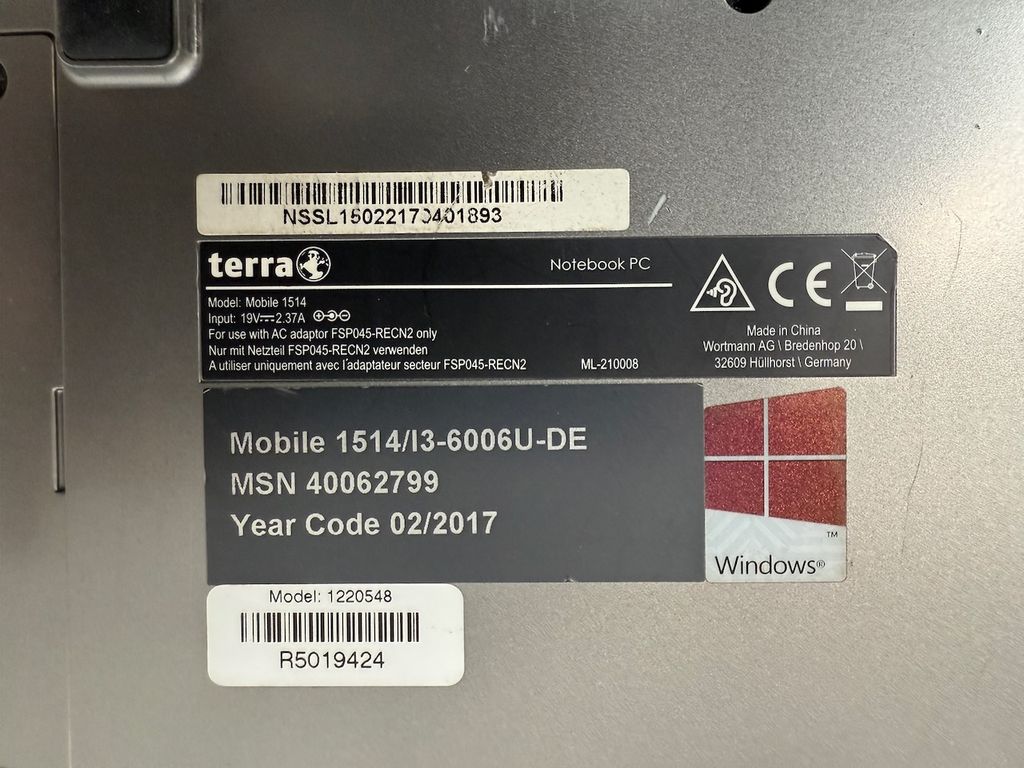 NSSL15022170401893
terra
Notebook PC
Model: Mobile 1514
Input: 19V⎓2.37A
For use with AC adaptor FSP045-RECN2 only
Nur mit Netzteil FSP045-RECN2 verwenden
A utiliser uniquement avec l'adaptateur secteur FSP045-RECN2
ML-210008
CE
Made in China
Wortmann AG \ Bredenhop 20 \
32609 Hüllhorst \ Germany
Mobile 1514/I3-6006U-DE
MSN 40062799
Year Code 02/2017
TM
Windows®
Model: 1220548
R5019424